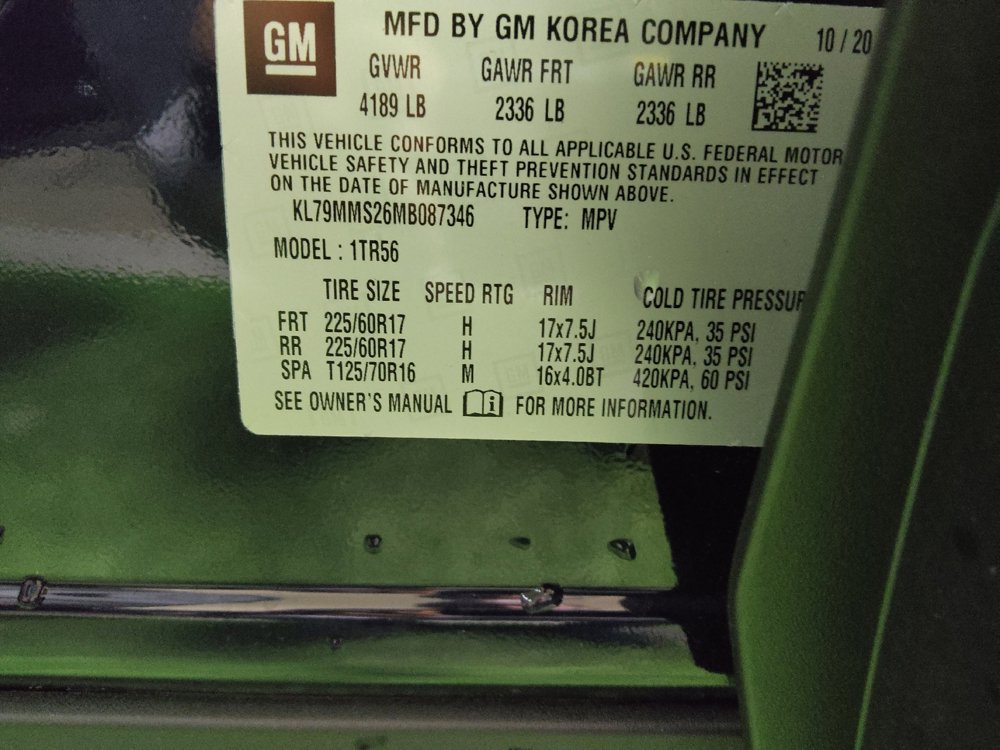 GM
MFD BY GM KOREA COMPANY 10 / 20
GVWR GAWR FRT GAWR RR
4189 LB 2336 LB 2336 LB
THIS VEHICLE CONFORMS TO ALL APPLICABLE U.S. FEDERAL MOTOR
VEHICLE SAFETY AND THEFT PREVENTION STANDARDS IN EFFECT
ON THE DATE OF MANUFACTURE SHOWN ABOVE.
KL79MMS26MB087346 TYPE: MPV
MODEL : 1TR56
TIRE SIZE SPEED RTG RIM COLD TIRE PRESSUR
FRT 225/60R17 H 17x7.5J 240KPA, 35 PSI
RR 225/60R17 H 17x7.5J 240KPA, 35 PSI
SPA T125/70R16 M 16x4.0BT 420KPA, 60 PSI
SEE OWNER'S MANUAL FOR MORE INFORMATION.